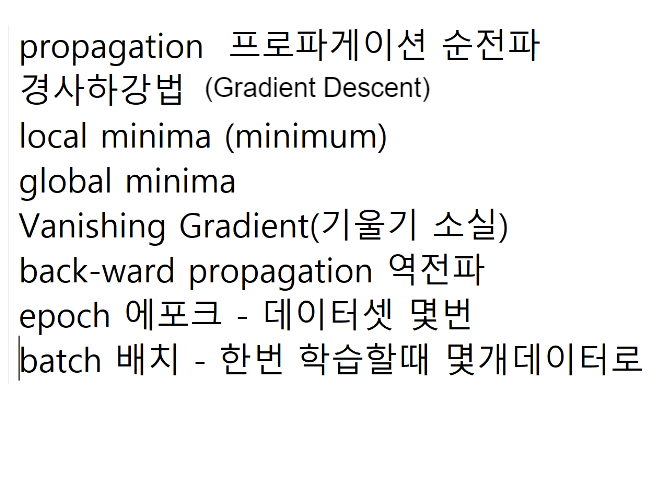 propagation  프로파게이션 순전파
경사하강법 (Gradient Descent)
local minima (minimum)
global minima
Vanishing Gradient(기울기 소실)
back-ward propagation 역전파
epoch 에포크 - 데이터셋 몇번
batch 배치 - 한번 학습할때 몇개데이터로